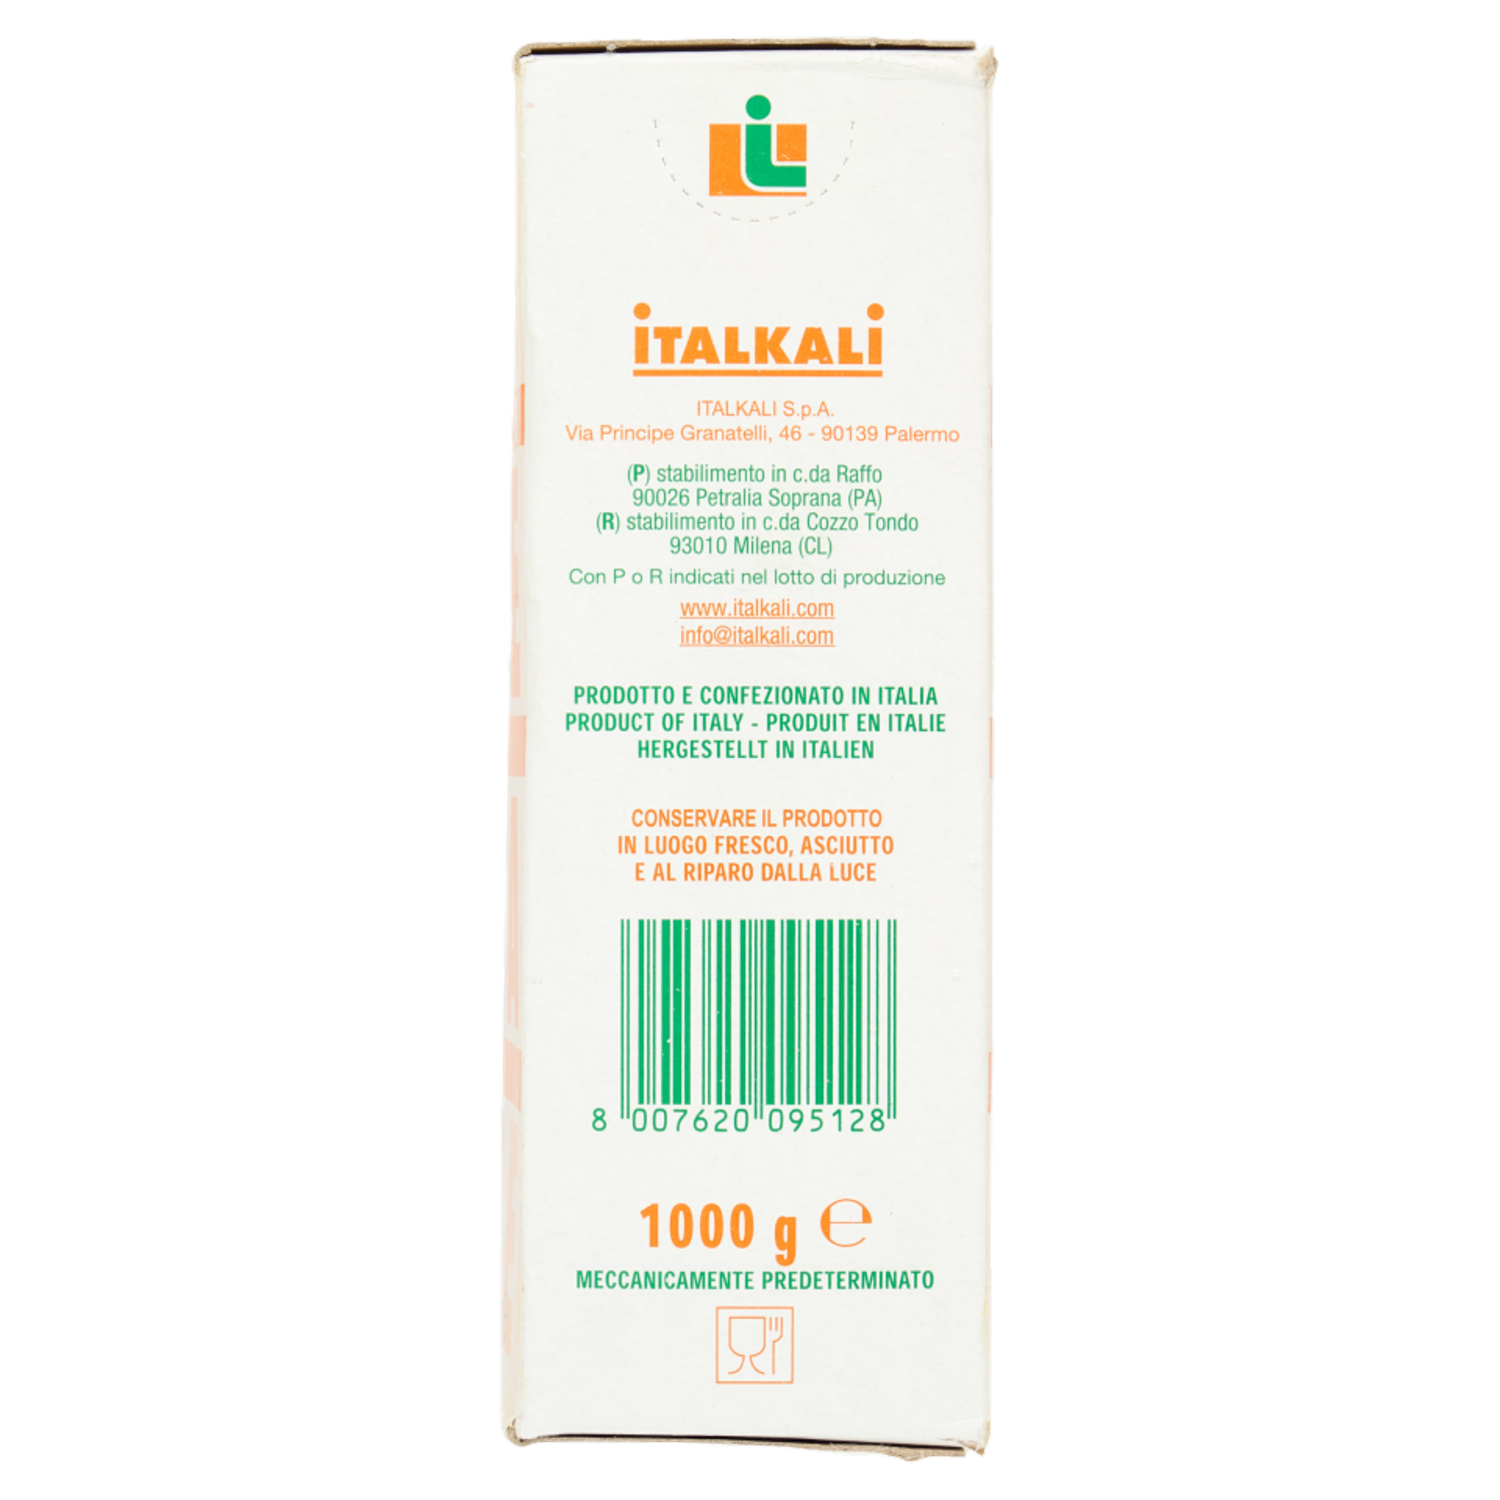 iTALKALi
ITALKALI S.p.A.
Via Principe Granatelli, 46 - 90139 Palermo
(P) stabilimento in c.da Raffo
90026 Petralia Soprana (PA)
(R) stabilimento in c.da Cozzo Tondo
93010 Milena (CL)
Con P o R indicati nel lotto di produzione
www.italkali.com
info@italkali.com
PRODOTTO E CONFEZIONATO IN ITALIA
PRODUCT OF ITALY - PRODUIT EN ITALIE
HERGESTELLT IN ITALIEN
CONSERVARE IL PRODOTTO
IN LUOGO FRESCO, ASCIUTTO
E AL RIPARO DALLA LUCE
8 007620 095128
1000 g ℮
MECCANICAMENTE PREDETERMINATO